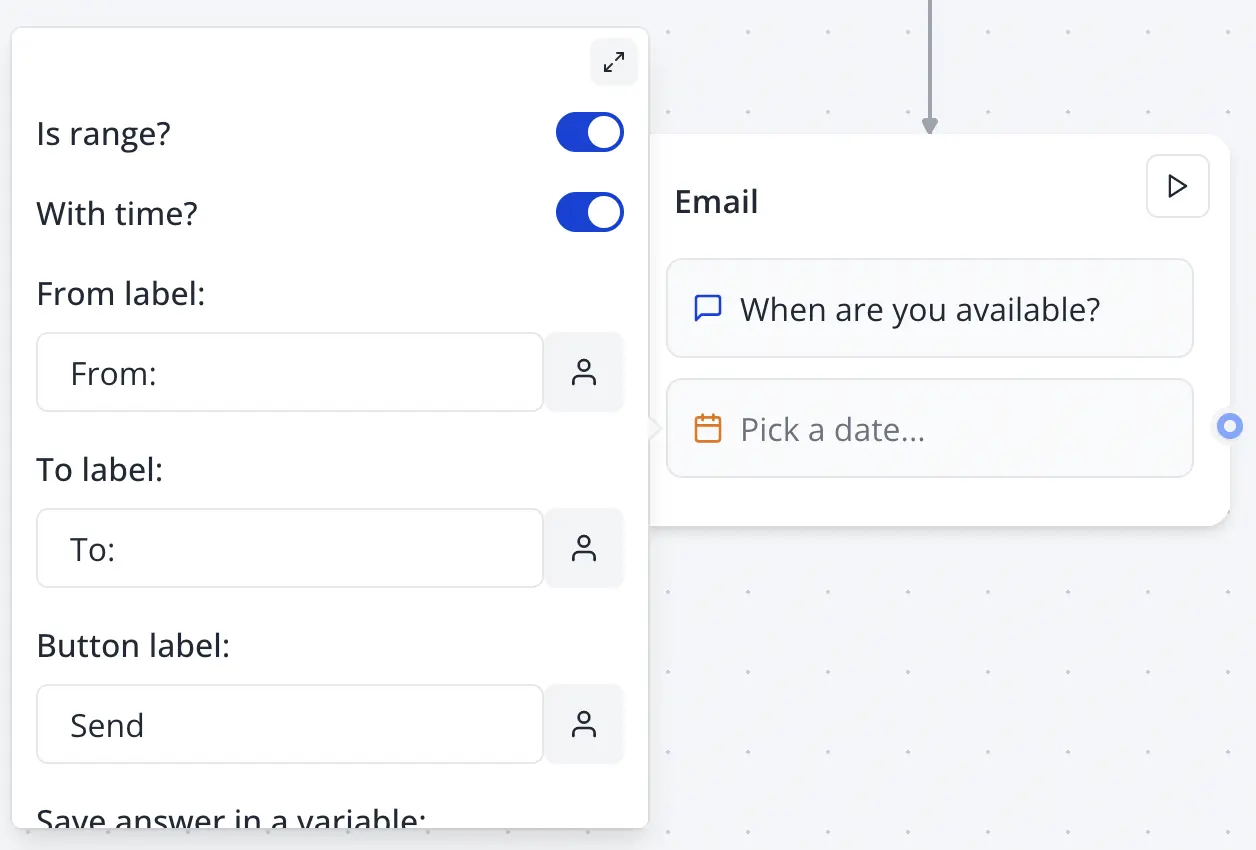 Is range?
With time?
From label:
From:
To label:
To:
Button label:
Send
Save answer in a variable:
Email
When are you available?
Pick a date...